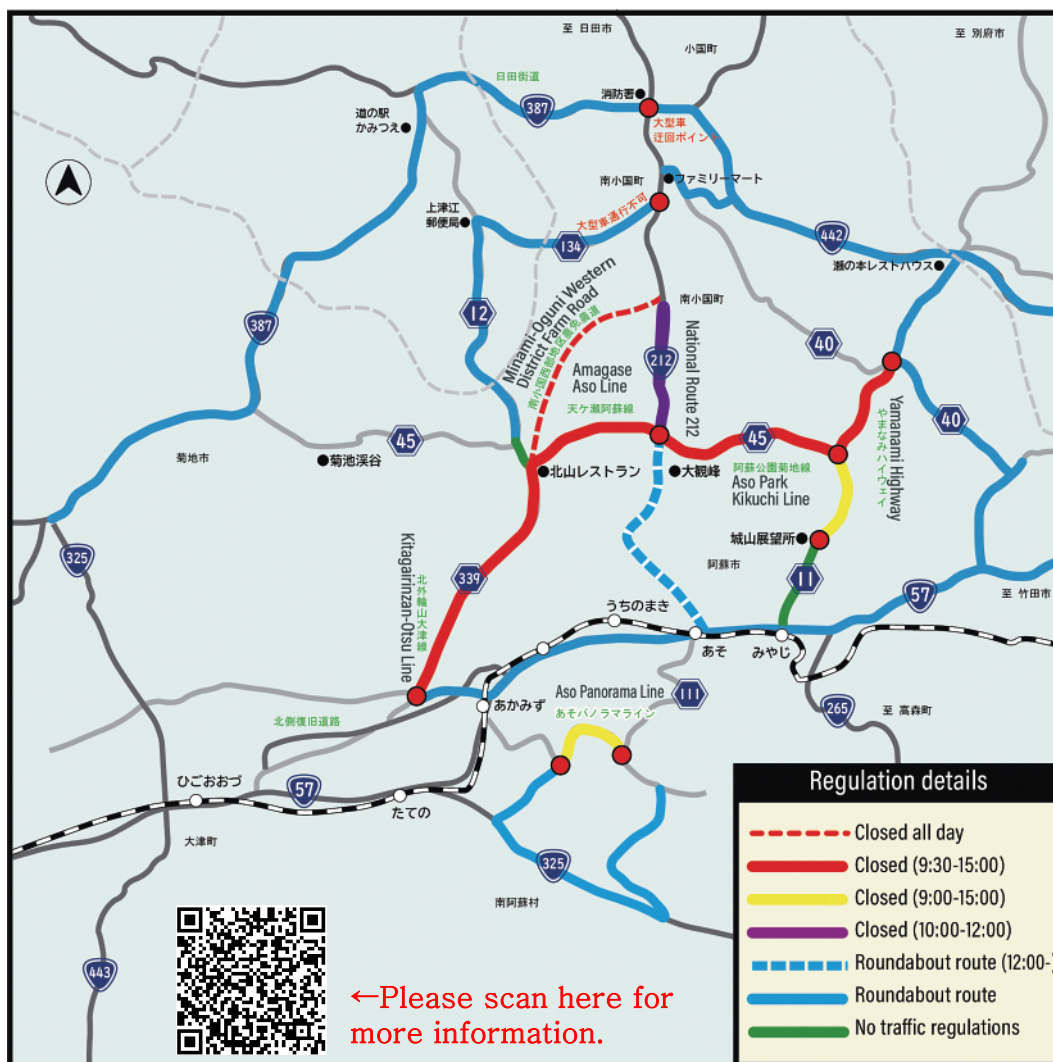 至 日田市
小国町
至 別府市
日田街道
消防署
387
道の駅
かみつえ
大型車
迂回ポイント
南小国町
ファミリーマート
上津江
郵便局
大型車通行不可
134
442
瀬の本レストハウス
12
387
Minami-Oguni Western
District Farm Road
南小国西部地区農免農道
南小国町
National Route 212
212
40
Amagase
Aso Line
天ケ瀬阿蘇線
Yamanami Highway
やまなみハイウェイ
40
45
45
菊地市
菊池渓谷
北山レストラン
大観峰
阿蘇公園菊地線
Aso Park
Kikuchi Line
城山展望所
325
阿蘇市
11
339
Kitagairinzan-Otsu Line
北外輪山大津線
57
至 竹田市
うちのまき
あそ
みやじ
Aso Panorama Line
あそパノラマライン
111
あかみず
265
至 高森町
北側復旧道路
ひごおおづ
57
たての
大津町
325
南阿蘇村
443
←Please scan here for
more information.
Regulation details
Closed all day
Closed (9:30-15:00)
Closed (9:00-15:00)
Closed (10:00-12:00)
Roundabout route (12:00-)
Roundabout route
No traffic regulations